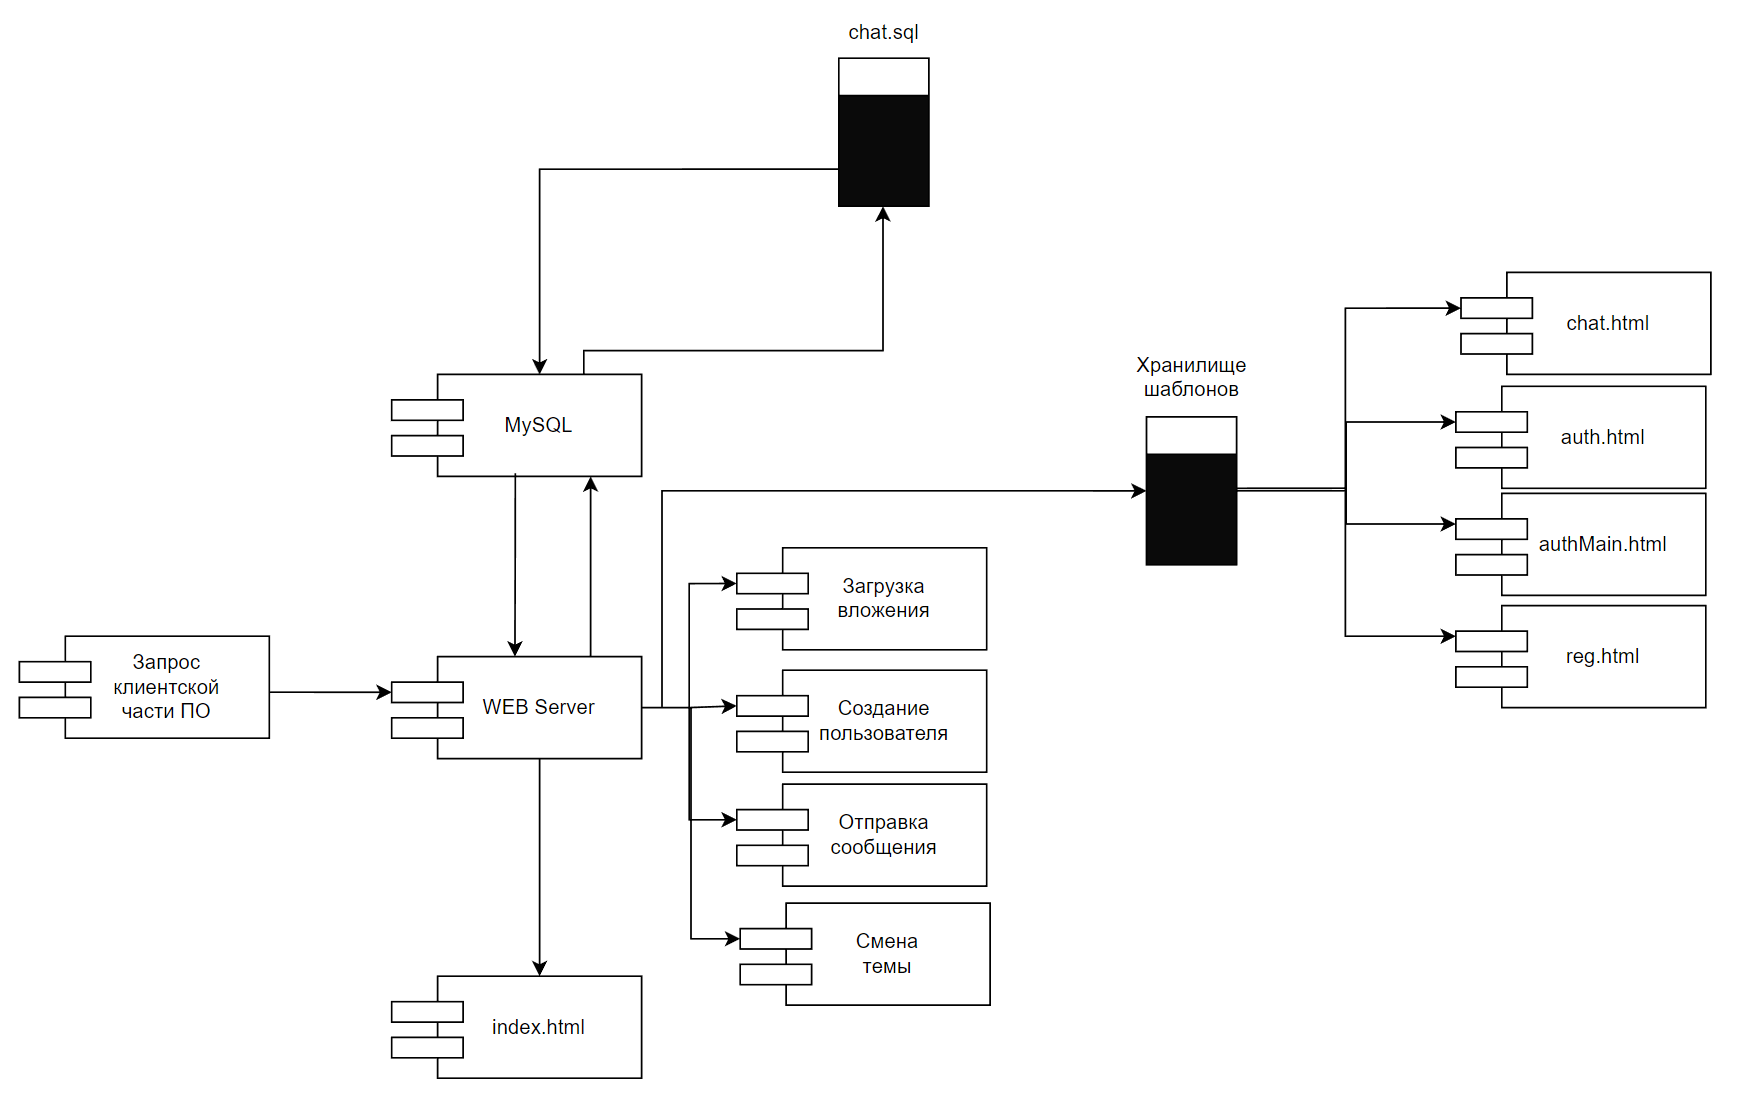 chat.sql
chat.html
Хранилище
шаблонов
MySQL
auth.html
authMain.html
Загрузка
вложения
reg.html
Запрос
клиентской
части ПО
WEB Server
Создание
пользователя
Отправка
сообщения
Смена
темы
index.html